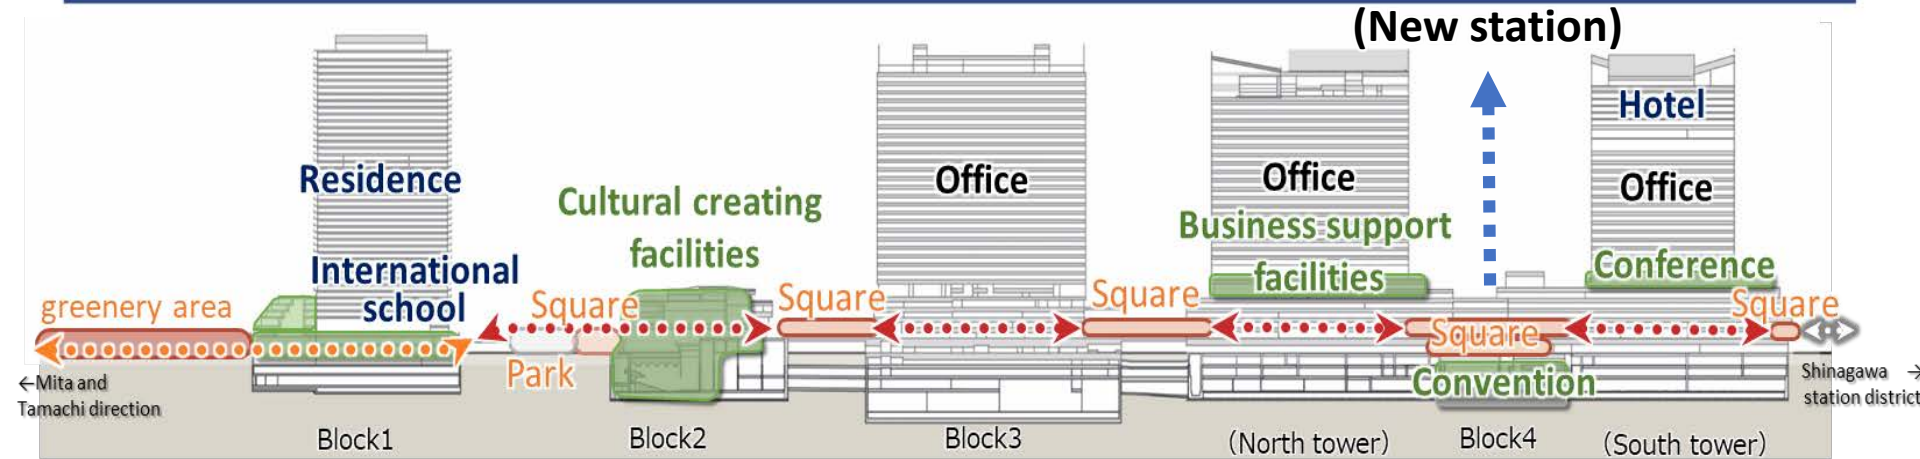 (New station)
Residence
International
school
greenery area
←Mita and
Tamachi direction
Block1
Cultural creating
facilities
Square
Park
Block2
Square
Office
Block3
Square
Office
Business support
facilities
(North tower)
Square
Convention
Block4
Hotel
Office
Conference
Square
(South tower)
Shinagawa →
station district